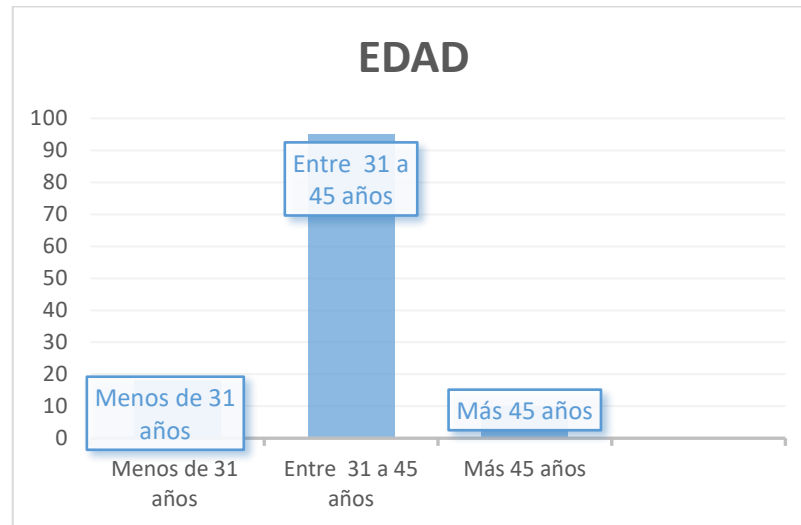 EDAD
100
90
80
70
60
50
40
30
20
10
0
Entre 31 a
45 años
Menos de 31
años
Más 45 años
Menos de 31
años
Entre 31 a 45
años
Más 45 años